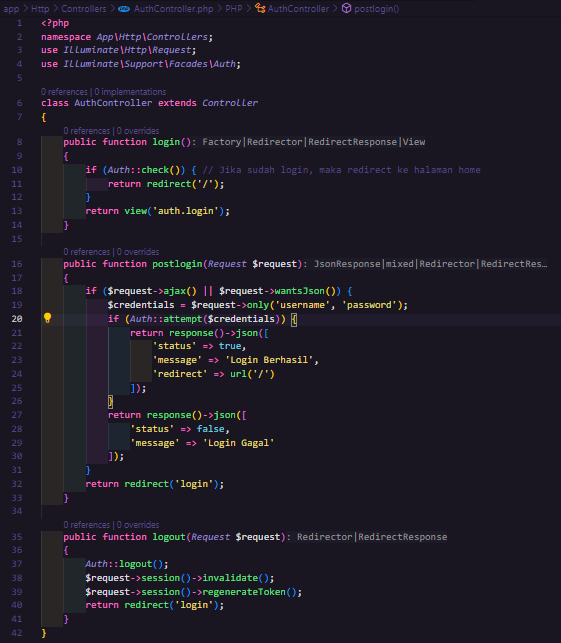 app > Http > Controllers > AuthController.php > PHP > AuthController > postlogin()
1 <?php
2 namespace App\Http\Controllers;
3 use Illuminate\Http\Request;
4 use Illuminate\Support\Facades\Auth;
5
0 references | 0 implementations
6 class AuthController extends Controller
7 {
0 references | 0 overrides
8 public function login(): Factory|Redirector|RedirectResponse|View
9 {
10 if (Auth::check()) { // Jika sudah login, maka redirect ke halaman home
11 return redirect('/');
12 }
13 return view('auth.login');
14 }
15
0 references | 0 overrides
16 public function postlogin(Request $request): JsonResponse|mixed|Redirector|RedirectRes…
17 {
18 if ($request->ajax() || $request->wantsJson()) {
19 $credentials = $request->only('username', 'password');
20 if (Auth::attempt($credentials)) {
21 return response()->json([
22 'status' => true,
23 'message' => 'Login Berhasil',
24 'redirect' => url('/')
25 ]);
26 }
27 return response()->json([
28 'status' => false,
29 'message' => 'Login Gagal'
30 ]);
31 }
32 return redirect('login');
33 }
34
0 references | 0 overrides
35 public function logout(Request $request): Redirector|RedirectResponse
36 {
37 Auth::logout();
38 $request->session()->invalidate();
39 $request->session()->regenerateToken();
40 return redirect('login');
41 }
42 }